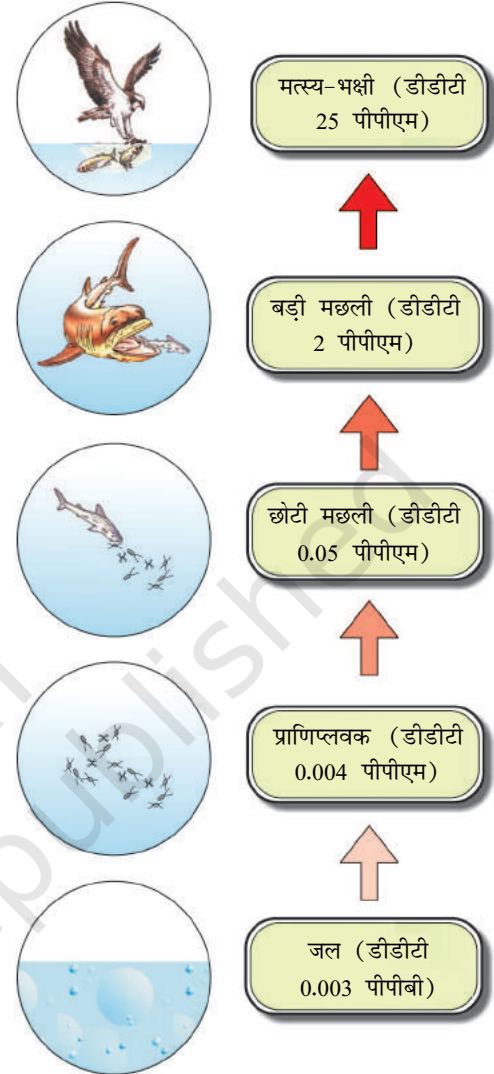 मत्स्य-भक्षी (डीडीटी
25 पीपीएम)
बड़ी मछली (डीडीटी
2 पीपीएम)
छोटी मछली (डीडीटी
0.05 पीपीएम)
प्राणिप्लवक (डीडीटी
0.004 पीपीएम)
जल (डीडीटी
0.003 पीपीबी)
published